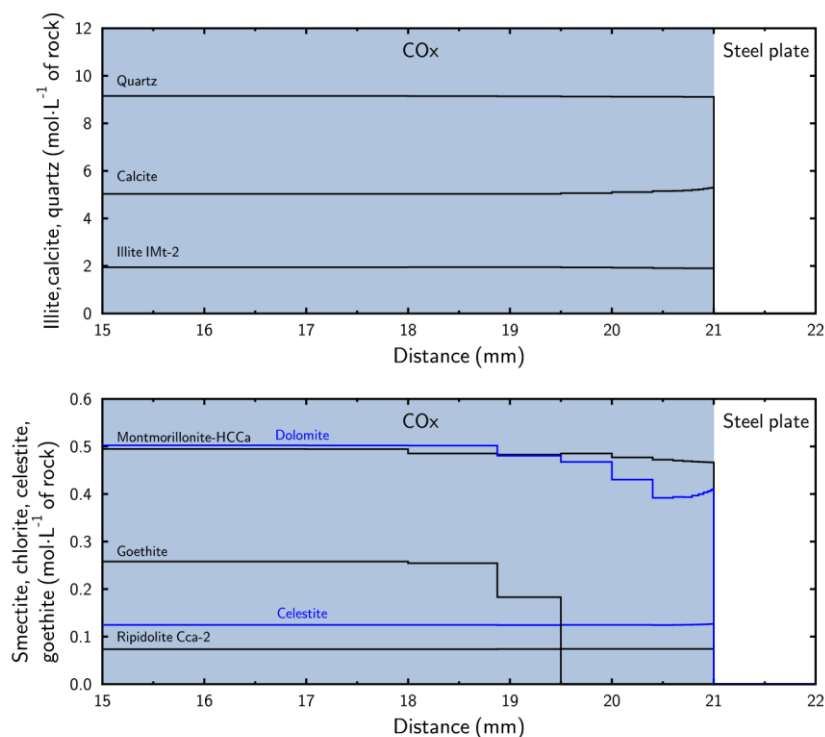 Illite,calcite, quartz (mol·L⁻¹ of rock)
12
10
8
6
4
2
0
COx
Steel plate
Quartz
Calcite
Illite IMt-2
15 16 17 18 19 20 21 22
Distance (mm)
Smectite, chlorite, celestite,
goethite (mol·L⁻¹ of rock)
0.6
0.5
0.4
0.3
0.2
0.1
0.0
COx
Steel plate
Montmorillonite-HCCa
Dolomite
Goethite
Celestite
Ripidolite Cca-2
15 16 17 18 19 20 21 22
Distance (mm)